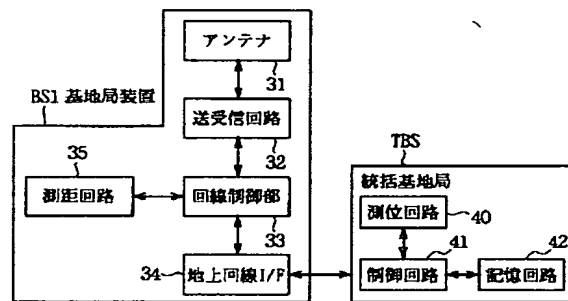 アンテナ
31
BS1 基地局装置
送受信回路
32
35
測距回路
回線制御部
33
34
地上回線I/F
TBS
統括基地局
測位回路
40
41
42
制御回路
記憶回路